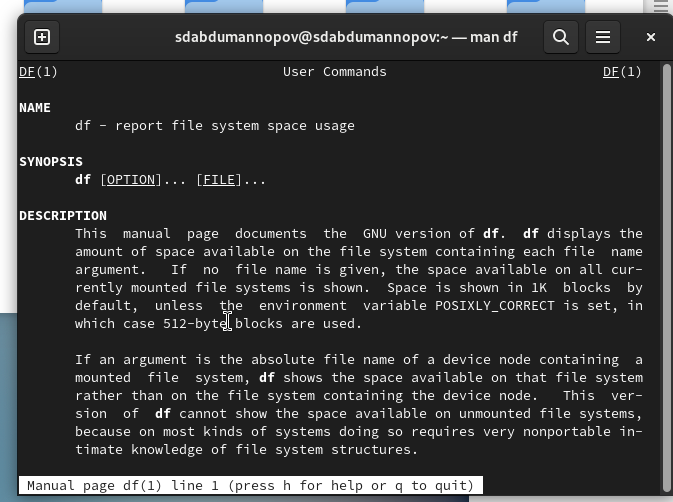 sdabdumannopov@sdabdumannopov:~ — man df
DF(1) User Commands DF(1)
NAME
df - report file system space usage
SYNOPSIS
df [OPTION]... [FILE]...
DESCRIPTION
This manual page documents the GNU version of df. df displays the
amount of space available on the file system containing each file name
argument. If no file name is given, the space available on all cur-
rently mounted file systems is shown. Space is shown in 1K blocks by
default, unless the environment variable POSIXLY_CORRECT is set, in
which case 512-byte blocks are used.
If an argument is the absolute file name of a device node containing a
mounted file system, df shows the space available on that file system
rather than on the file system containing the device node. This ver-
sion of df cannot show the space available on unmounted file systems,
because on most kinds of systems doing so requires very nonportable in-
timate knowledge of file system structures.
Manual page df(1) line 1 (press h for help or q to quit)